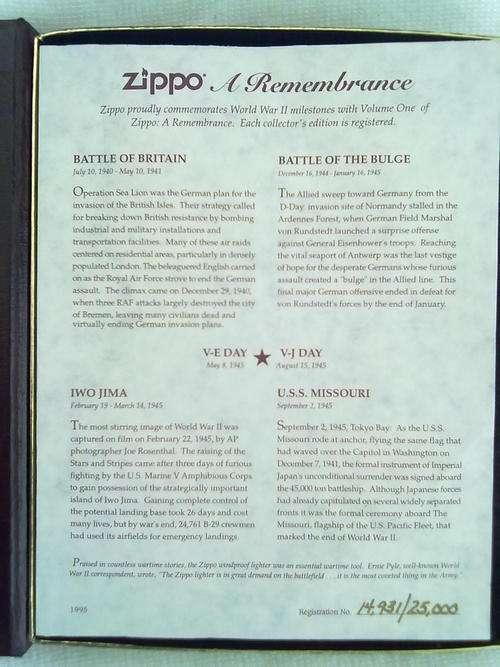 Zippo A Remembrance
Zippo proudly commemorates World War II milestones with Volume One of
Zippo: A Remembrance. Each collector's edition is registered.
BATTLE OF BRITAIN
July 10, 1940 - May 10, 1941
Operation Sea Lion was the German plan for the
invasion of the British Isles. Their strategy called
for breaking down British resistance by bombing
industrial and military installations and
transportation facilities. Many of these air raids
centered on residential areas, particularly in densely
populated London. The beleaguered English carried
on as the Royal Air Force strove to end the German
assault. The climax came on December 29, 1940,
when three RAF attacks largely destroyed the city
of Bremen, leaving many civilians dead and
virtually ending German invasion plans.
BATTLE OF THE BULGE
December 16, 1944 - January 16, 1945
The Allied sweep toward Germany from the
D-Day invasion site of Normandy stalled in the
Ardennes Forest, when German Field Marshal
von Rundstedt launched a surprise offense
against General Eisenhower's troops. Reaching
the vital seaport of Antwerp was the last vestige
of hope for the desperate Germans whose furious
assault created a "bulge" in the Allied line. This
final major German offensive ended in defeat for
von Rundstedt's forces by the end of January.
V-E DAY
May 8, 1945
V-J DAY
August 15, 1945
IWO JIMA
February 19 - March 14, 1945
The most stirring image of World War II was
captured on film on February 22, 1945, by AP
photographer Joe Rosenthal. The raising of the
Stars and Stripes came after three days of furious
fighting by the U.S. Marine V Amphibious Corps
to gain possession of the strategically important
island of Iwo Jima. Gaining complete control of
the potential landing base took 26 days and cost
many lives, but by war's end, 24,761 B-29 crewmen
had used its airfields for emergency landings.
U.S.S. MISSOURI
September 2, 1945
September 2, 1945, Tokyo Bay. As the U.S.S.
Missouri rode at anchor, flying the same flag that
had waved over the Capitol in Washington on
December 7, 1941, the formal instrument of Imperial
Japan's unconditional surrender was signed aboard
the 45,000 ton battleship. Although Japanese forces
had already capitulated on several widely separated
fronts it was the formal ceremony aboard The
Missouri, flagship of the U.S. Pacific Fleet, that
marked the end of World War II.
Praised in countless wartime stories, the Zippo windproof lighter was an essential wartime tool. Ernie Pyle, well-known World
War II correspondent, wrote, "The Zippo lighter is in great demand on the battlefield . . . it is the most coveted thing in the Army."
1995
Registration No. 14,931/25,000